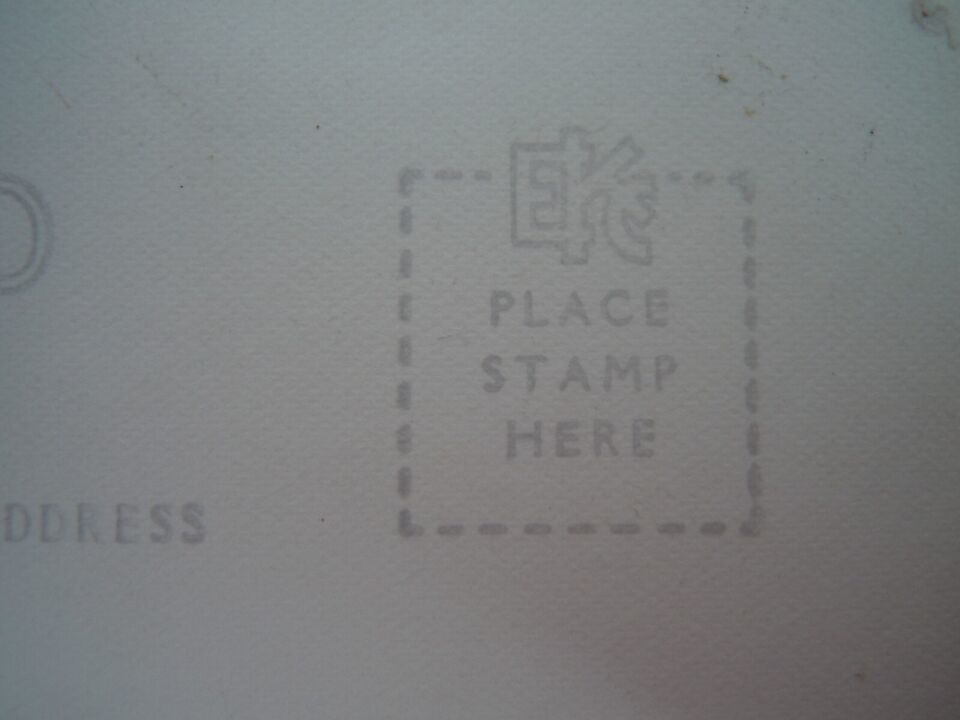 PLACE
STAMP
HERE
DDRESS